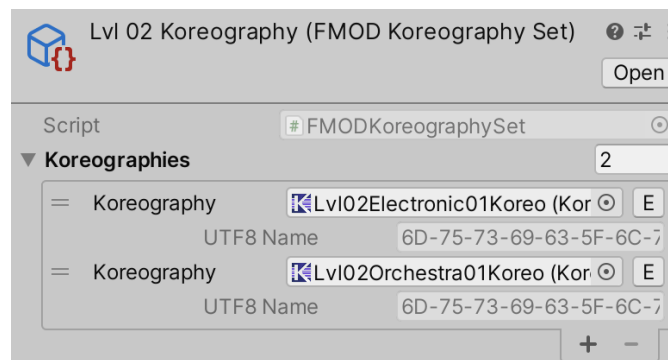 Lvl 02 Koreography (FMOD Koreography Set)
Open
Script #FMODKoreographySet
Koreographies 2
Koreography Lvl02Electronic01Koreo (Kor E
UTF8 Name 6D-75-73-69-63-5F-6C-7
Koreography Lvl02Orchestra01Koreo (Kor E
UTF8 Name 6D-75-73-69-63-5F-6C-7